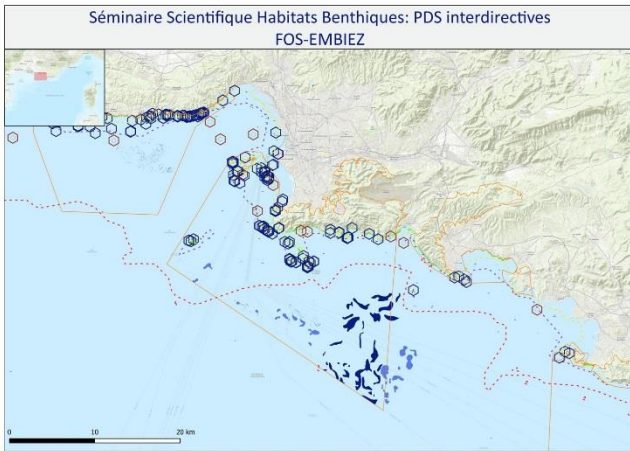 Séminaire Scientifique Habitats Benthiques: PDS interdirectives
FOS-EMBIEZ
0 10 20 km